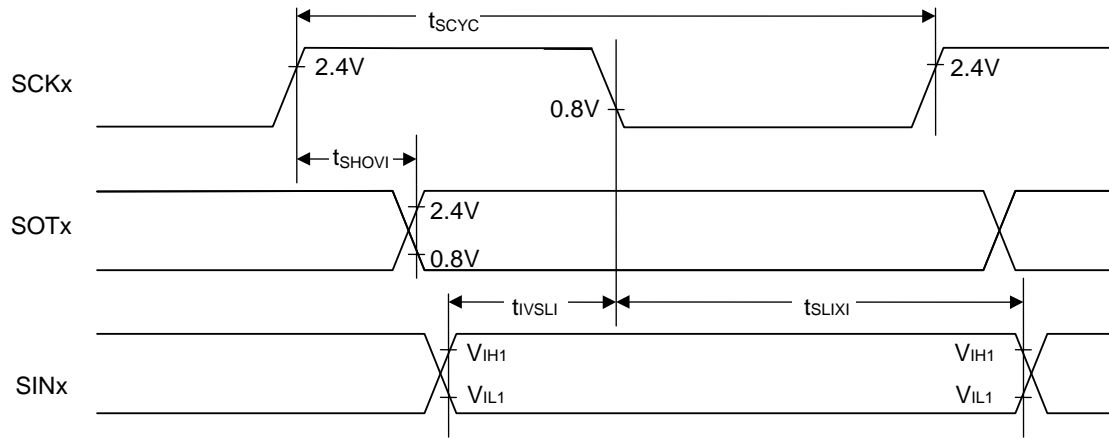 tSCYC
SCKx
2.4V
0.8V
2.4V
tSHOVI
SOTx
2.4V
0.8V
tIVSLI
tSLIXI
SINx
VIH1
VIH1
VIL1
VIL1